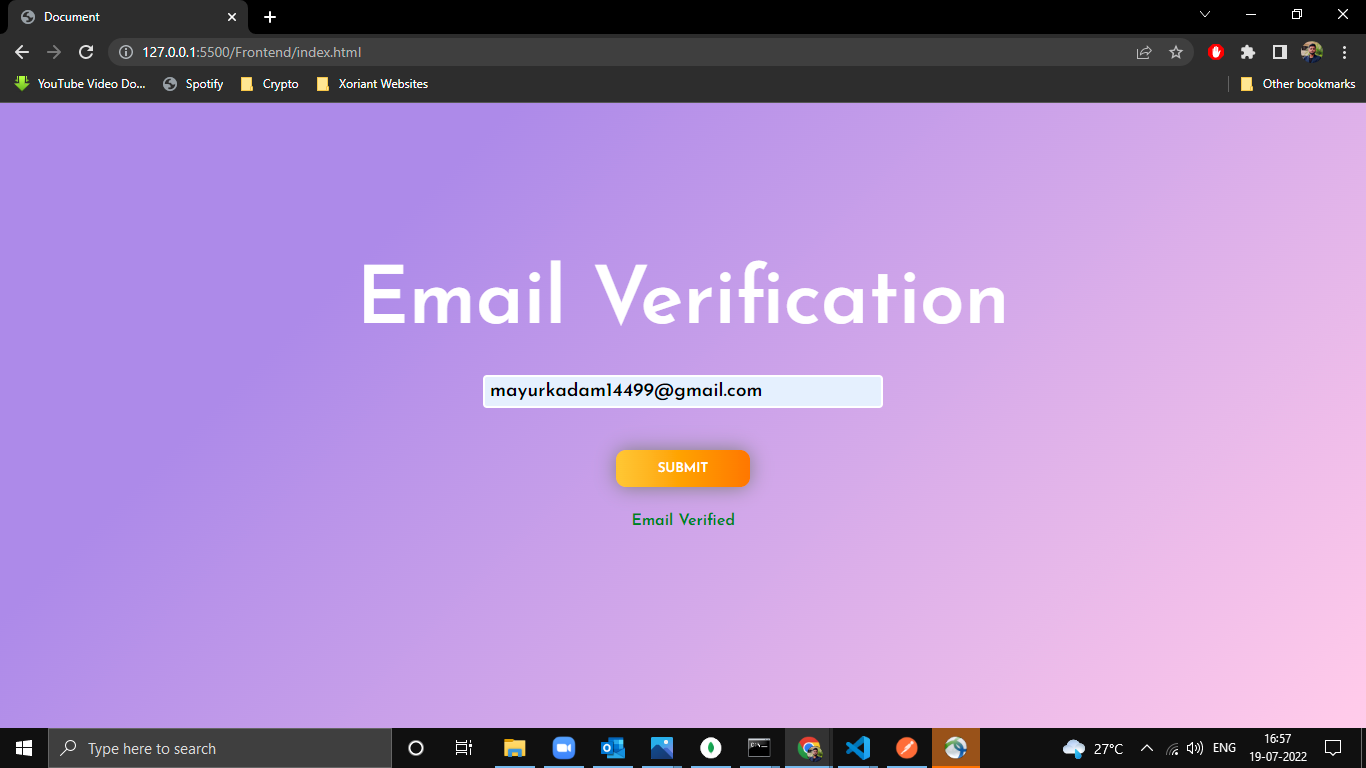 Document
127.0.0.1:5500/Frontend/index.html
YouTube Video Do... Spotify Crypto Xoriant Websites Other bookmarks
Email Verification
mayurkadam14499@gmail.com
SUBMIT
Email Verified
Type here to search
27°C ENG
16:57
19-07-2022